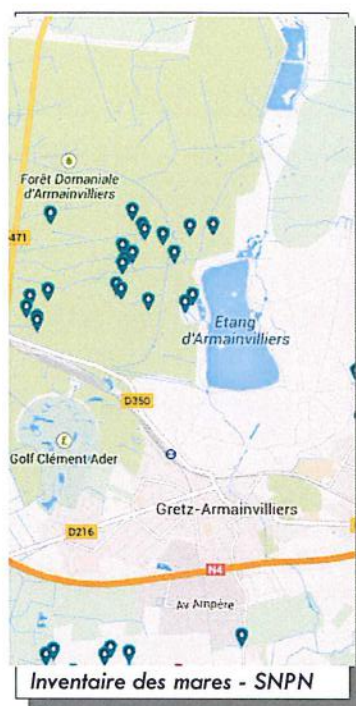 6
Forêt Domaniale
d'Armainvilliers
471
Etang
d'Armainvilliers
D350
Golf Clément Ader
Gretz-Armainvilliers
D216
N4
Av Ampère
Inventaire des mares - SNPN